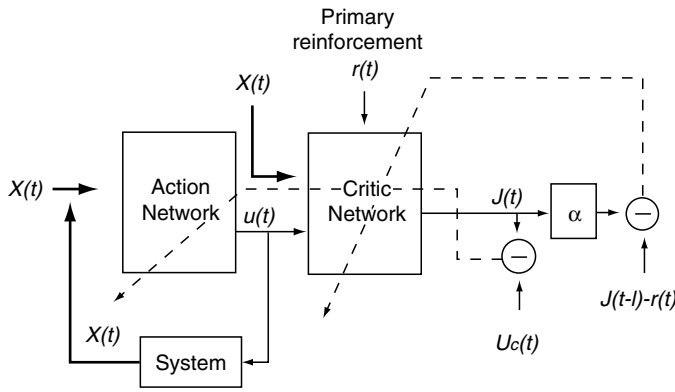 Primary
reinforcement
r(t)
X(t)
X(t)
Action
Network
u(t)
Critic
Network
J(t)
α
−
−
J(t-l)-r(t)
Uc(t)
X(t)
System